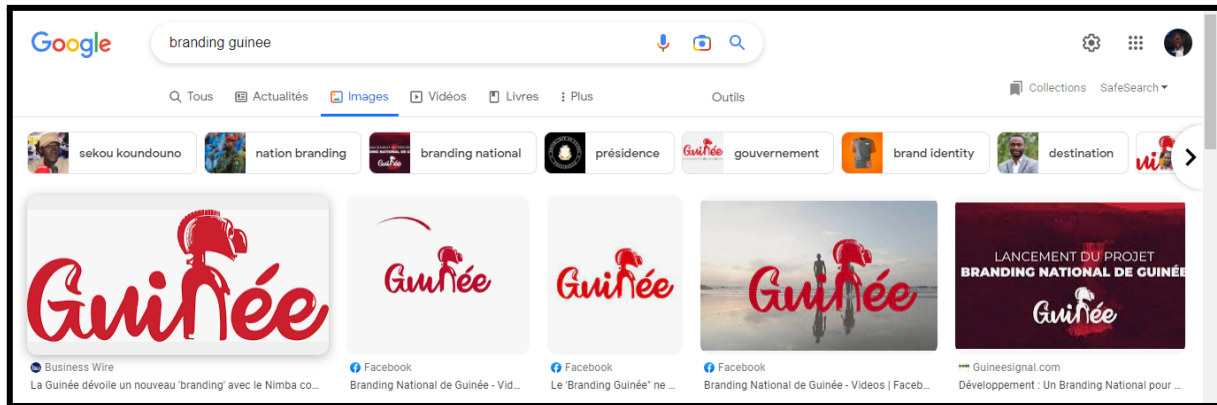 Google
branding guinee
Tous
Actualités
Images
Vidéos
Livres
Plus
Outils
Collections
SafeSearch
sekou koundouno
nation branding
branding national
présidence
Guinée
gouvernement
brand identity
destination
Guinée
Guinée
Guinée
Guinée
LANCEMENT DU PROJET
BRANDING NATIONAL DE GUINÉE
Guinée
Business Wire
La Guinée dévoile un nouveau 'branding' avec le Nimba co...
Facebook
Branding National de Guinée - Vid...
Facebook
Le 'Branding Guinée" ne ...
Facebook
Branding National de Guinée - Videos | Faceb...
Guineesignal.com
Développement : Un Branding National pour ...